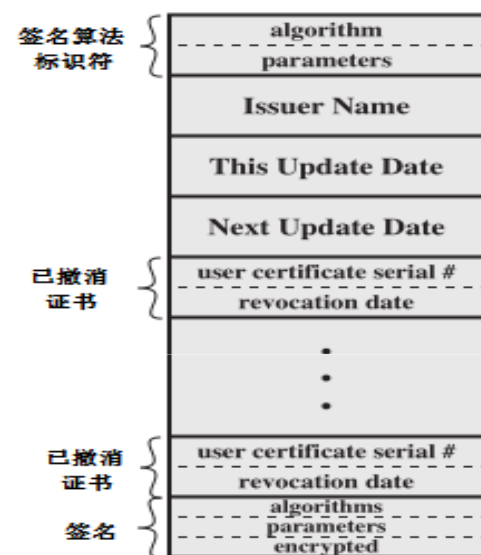 签名算法
标识符
algorithm
parameters
Issuer Name
This Update Date
Next Update Date
已撤消
证书
user certificate serial #
revocation date
已撤消
证书
user certificate serial #
revocation date
签名
algorithms
parameters
encrypted